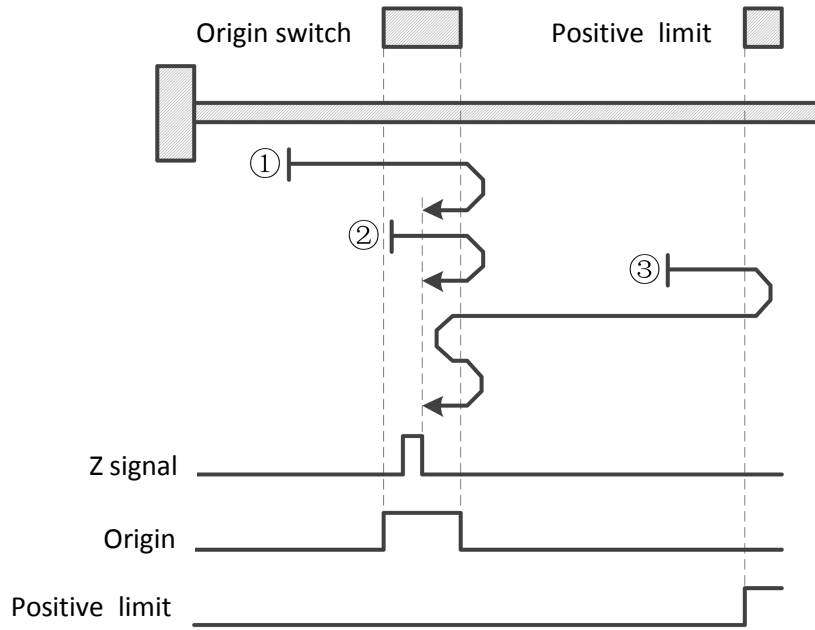 Origin switch
Positive limit
①
②
③
Z signal
Origin
Positive limit